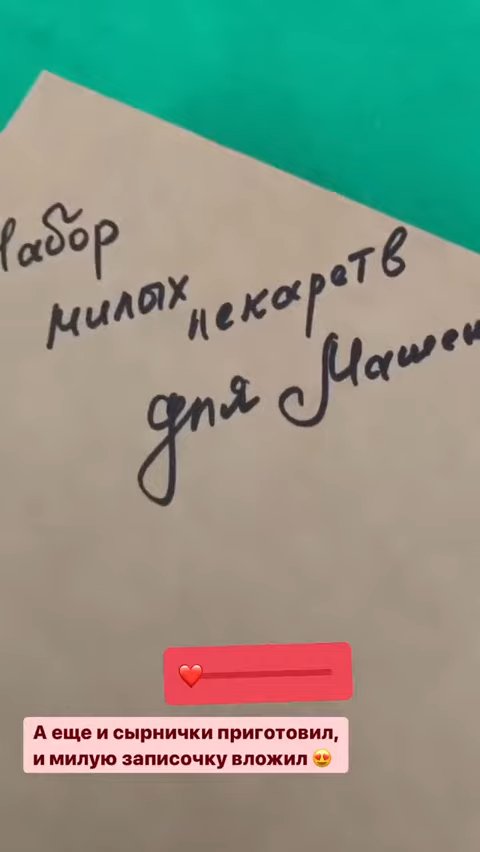 Набор
милых лекарств
для Машен
А еще и сырнички приготовил,
и милую записочку вложил 😍